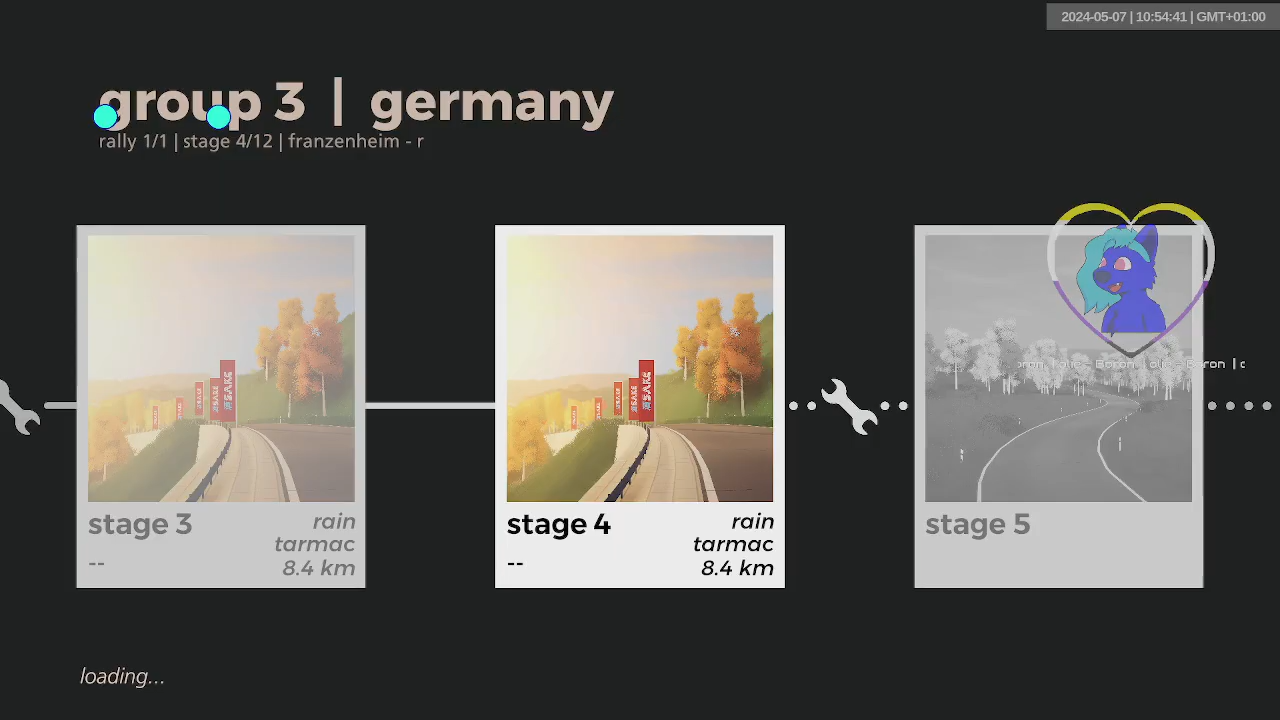 2024-05-07 | 10:54:41 | GMT+01:00
group 3 | germany
rally 1/1 | stage 4/12 | franzenheim - r
stage 3
rain
tarmac
--
8.4 km
stage 4
rain
tarmac
--
8.4 km
stage 5
loading...